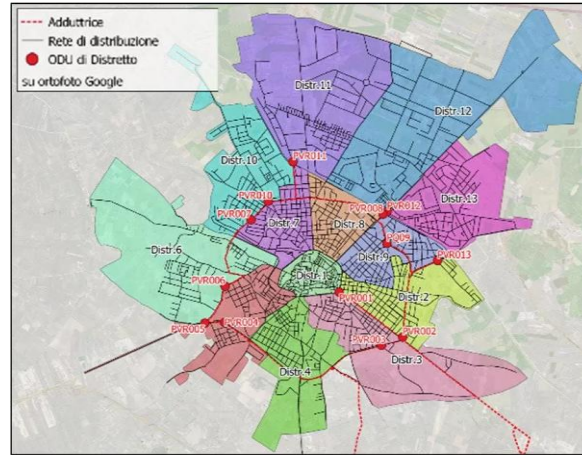 Adduttrice
Rete di distribuzione
ODU di Distretto
su ortofoto Google
Distr.11
Distr.12
PVR011
Distr.10
Distr.13
PVR010
PVR008
PVR012
PVR007
Distr.7
Distr.8
Distr.6
Distr.9
PVR013
Distr.1
PVR006
PVR001
Distr.2
PVR005
PVR004
PVR002
PVR003
Distr.3
Distr.4